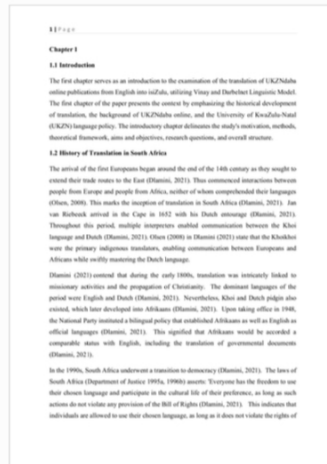 1 | P a g e
Chapter 1
1.1 Introduction
The first chapter serves as an introduction to the examination of the translation of UKZNdaba
online publications from English into isiZulu, utilizing Vinay and Darbelnet Linguistic Model.
The first chapter of the paper presents the context by emphasizing the historical development
of translation, the background of UKZNdaba online, and the University of KwaZulu-Natal
(UKZN) language policy. The introductory chapter delineates the study's motivation, methods,
theoretical framework, aims and objectives, research questions, and overall structure.
1.2 History of Translation in South Africa
The arrival of the first Europeans began around the end of the 14th century as they sought to
extend their trade routes to the East (Dlamini, 2021). Thus commenced interactions between
people from Europe and people from Africa, neither of whom comprehended their languages
(Olsen, 2008). This marks the inception of translation in South Africa (Dlamini, 2021). Jan
van Riebeeck arrived in the Cape in 1652 with his Dutch entourage (Dlamini, 2021).
Throughout this period, multiple interpreters enabled communication between the Khoi
language and Dutch (Dlamini, 2021). Olsen (2008) in Dlamini (2021) state that the Khoikhoi
were the primary indigenous translators, enabling communication between Europeans and
Africans while swiftly mastering the Dutch language.
Dlamini (2021) contend that during the early 1800s, translation was intricately linked to
missionary activities and the propagation of Christianity. The dominant languages of the
period were English and Dutch (Dlamini, 2021). Nevertheless, Khoi and Dutch pidgin also
existed, which later developed into Afrikaans (Dlamini, 2021). Upon taking office in 1948,
the National Party instituted a bilingual policy that established Afrikaans as well as English as
official languages (Dlamini, 2021). This signified that Afrikaans would be accorded a
comparable status with English, including the translation of governmental documents
(Dlamini, 2021).
In the 1990s, South Africa underwent a transition to democracy (Dlamini, 2021). The laws of
South Africa (Department of Justice 1995a, 1996b) asserts: 'Everyone has the freedom to use
their chosen language and participate in the cultural life of their preference, as long as such
actions do not violate any provision of the Bill of Rights (Dlamini, 2021). This indicates that
individuals are allowed to use their chosen language, as long as it does not violate the rights of